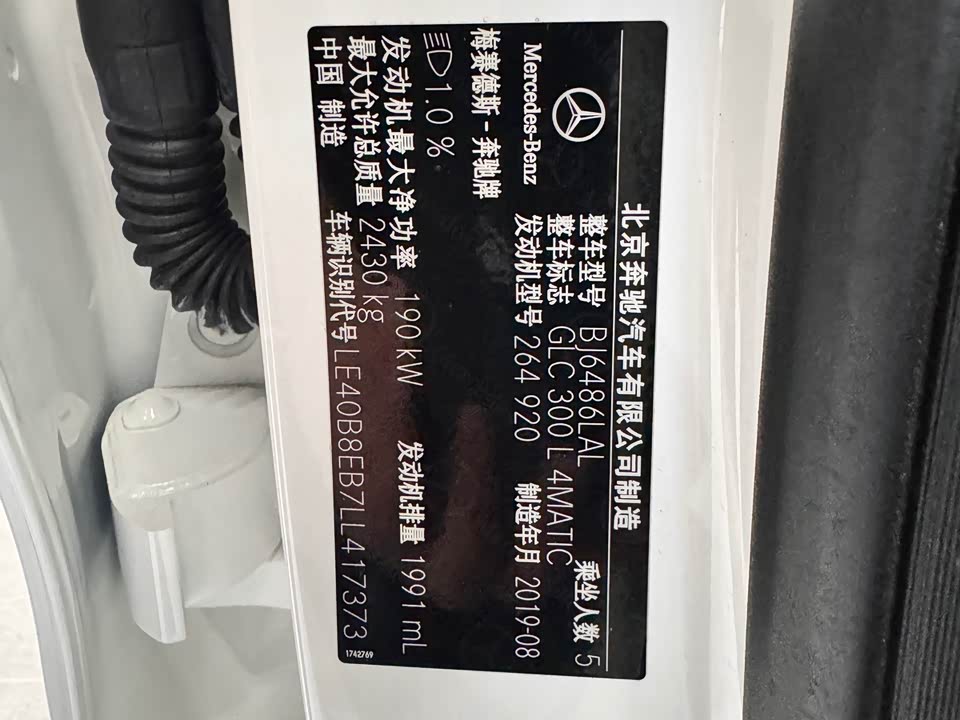 北京奔驰汽车有限公司制造
Mercedes-Benz
梅赛德斯-奔驰牌
整车型号 BJ6486LAL 乘坐人数 5
整车标志 GLC 300 L 4MATIC
发动机型号 264 920 制造年月 2019-08
1.0 %
发动机最大净功率 190 kW 发动机排量 1991 mL
最大允许总质量 2430 kg
中国 制造 车辆识别代号 LE40B8EB7LL417373
1742769